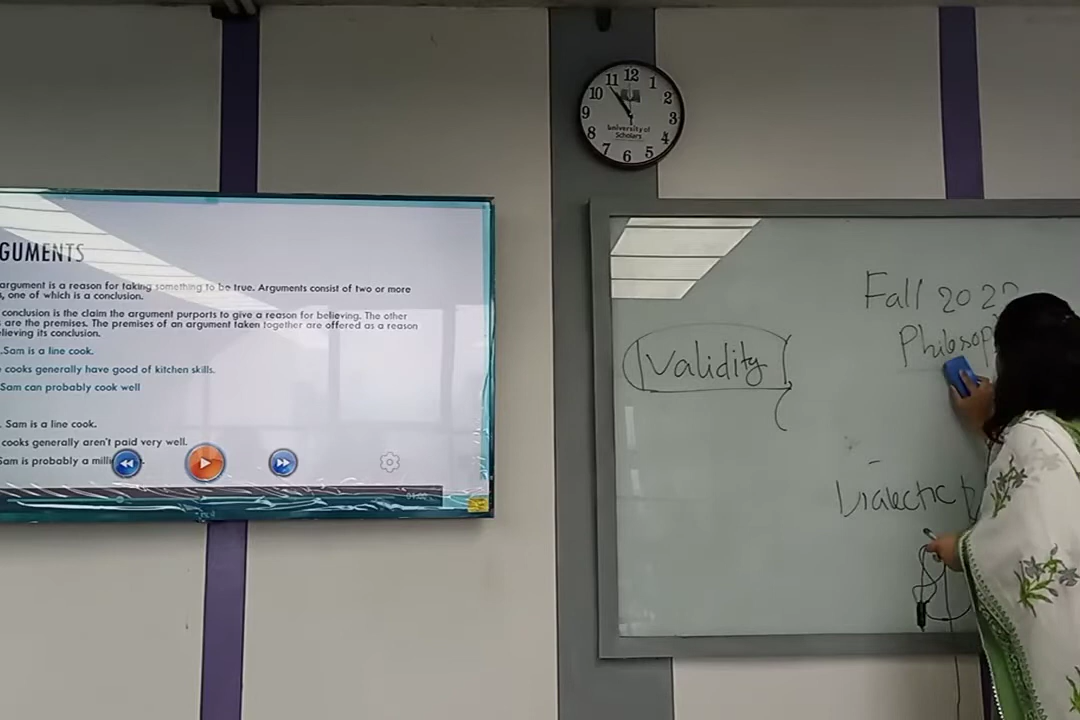 GUMENTS
argument is a reason for taking something to be true. Arguments consist of two or more
, one of which is a conclusion.
conclusion is the claim the argument purports to give a reason for believing. The other
are the premises. The premises of an argument taken together are offered as a reason
lieving its conclusion.
.Sam is a line cook.
cooks generally have good of kitchen skills.
Sam can probably cook well
. Sam is a line cook.
cooks generally aren't paid very well.
Sam is probably a milli
12
1
2
3
4
5
6
7
8
9
10
11
University of
Scholars
Fall 202
Philosop
Validity
Dialectic